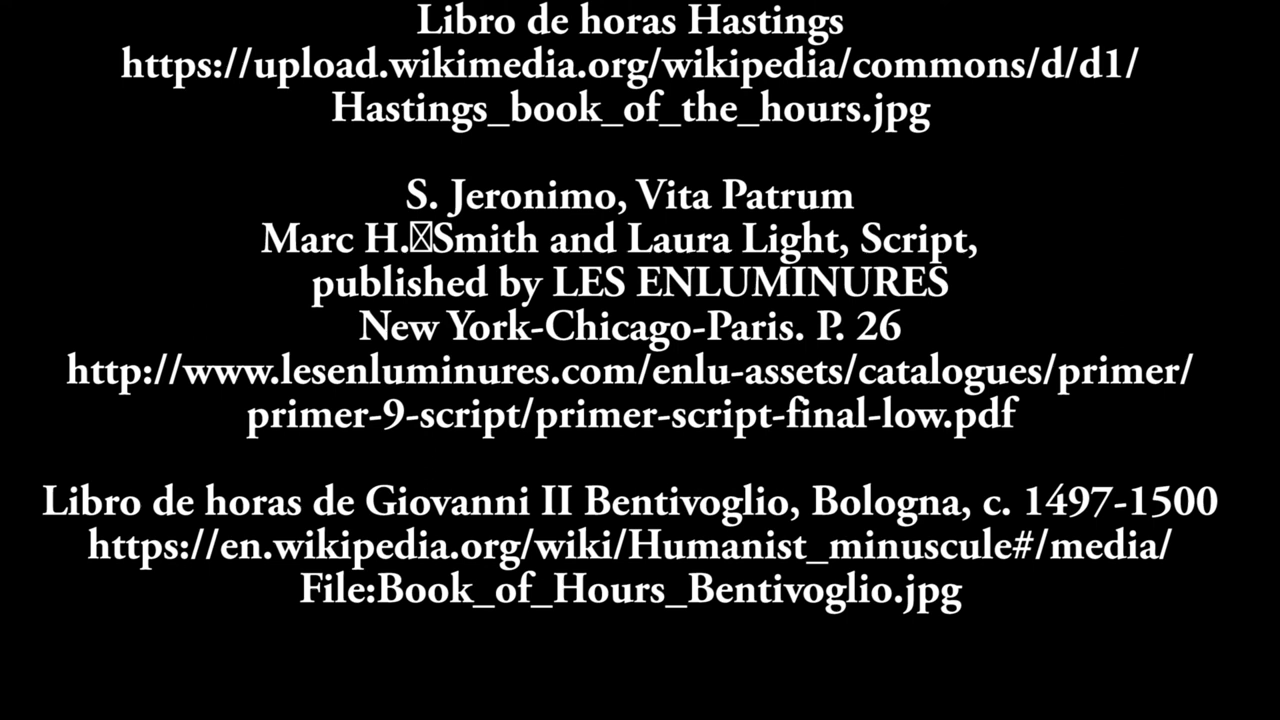 Libro de horas Hastings
https://upload.wikimedia.org/wikipedia/commons/d/d1/
Hastings_book_of_the_hours.jpg
S. Jeronimo, Vita Patrum
Marc H.￾Smith and Laura Light, Script,
published by LES ENLUMINURES
New York-Chicago-Paris. P. 26
http://www.lesenluminures.com/enlu-assets/catalogues/primer/
primer-9-script/primer-script-final-low.pdf
Libro de horas de Giovanni II Bentivoglio, Bologna, c. 1497-1500
https://en.wikipedia.org/wiki/Humanist_minuscule#/media/
File:Book_of_Hours_Bentivoglio.jpg